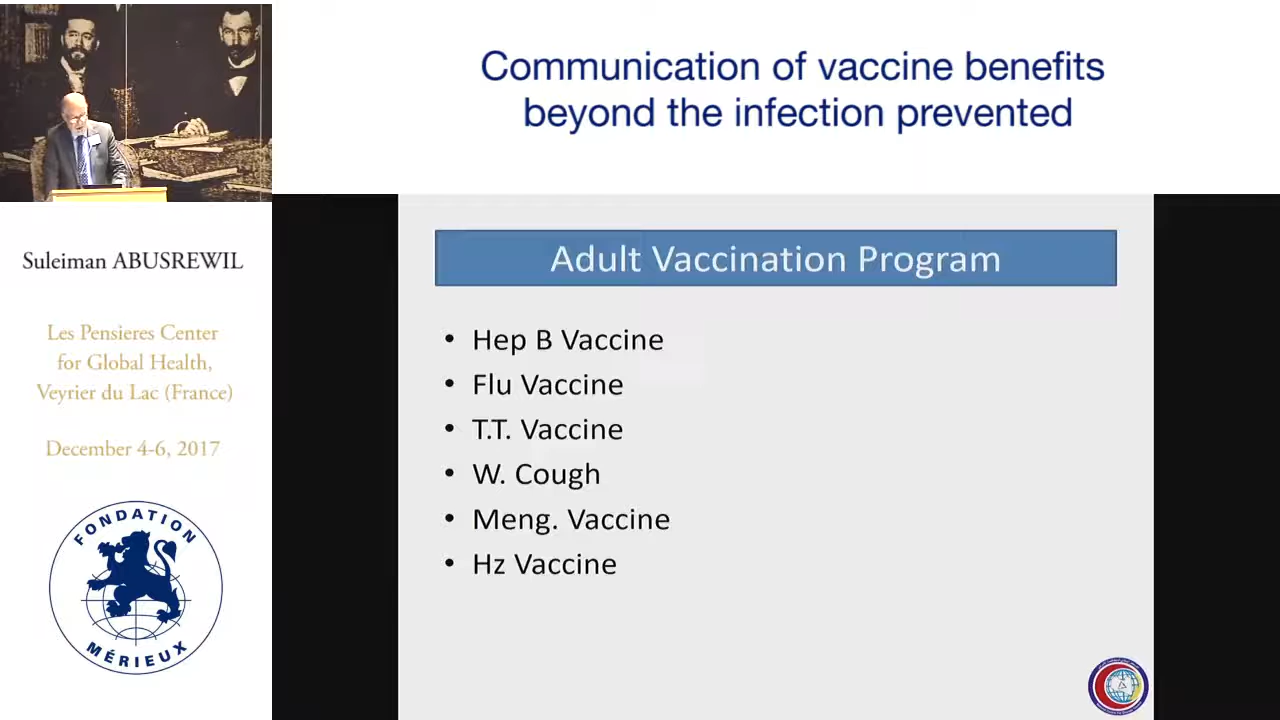 Communication of vaccine benefits
beyond the infection prevented
Suleiman ABUSREWIL
Les Pensieres Center
for Global Health,
Veyrier du Lac (France)
December 4-6, 2017
FONDATION
MÉRIEUX
Adult Vaccination Program
• Hep B Vaccine
• Flu Vaccine
• T.T. Vaccine
• W. Cough
• Meng. Vaccine
• Hz Vaccine